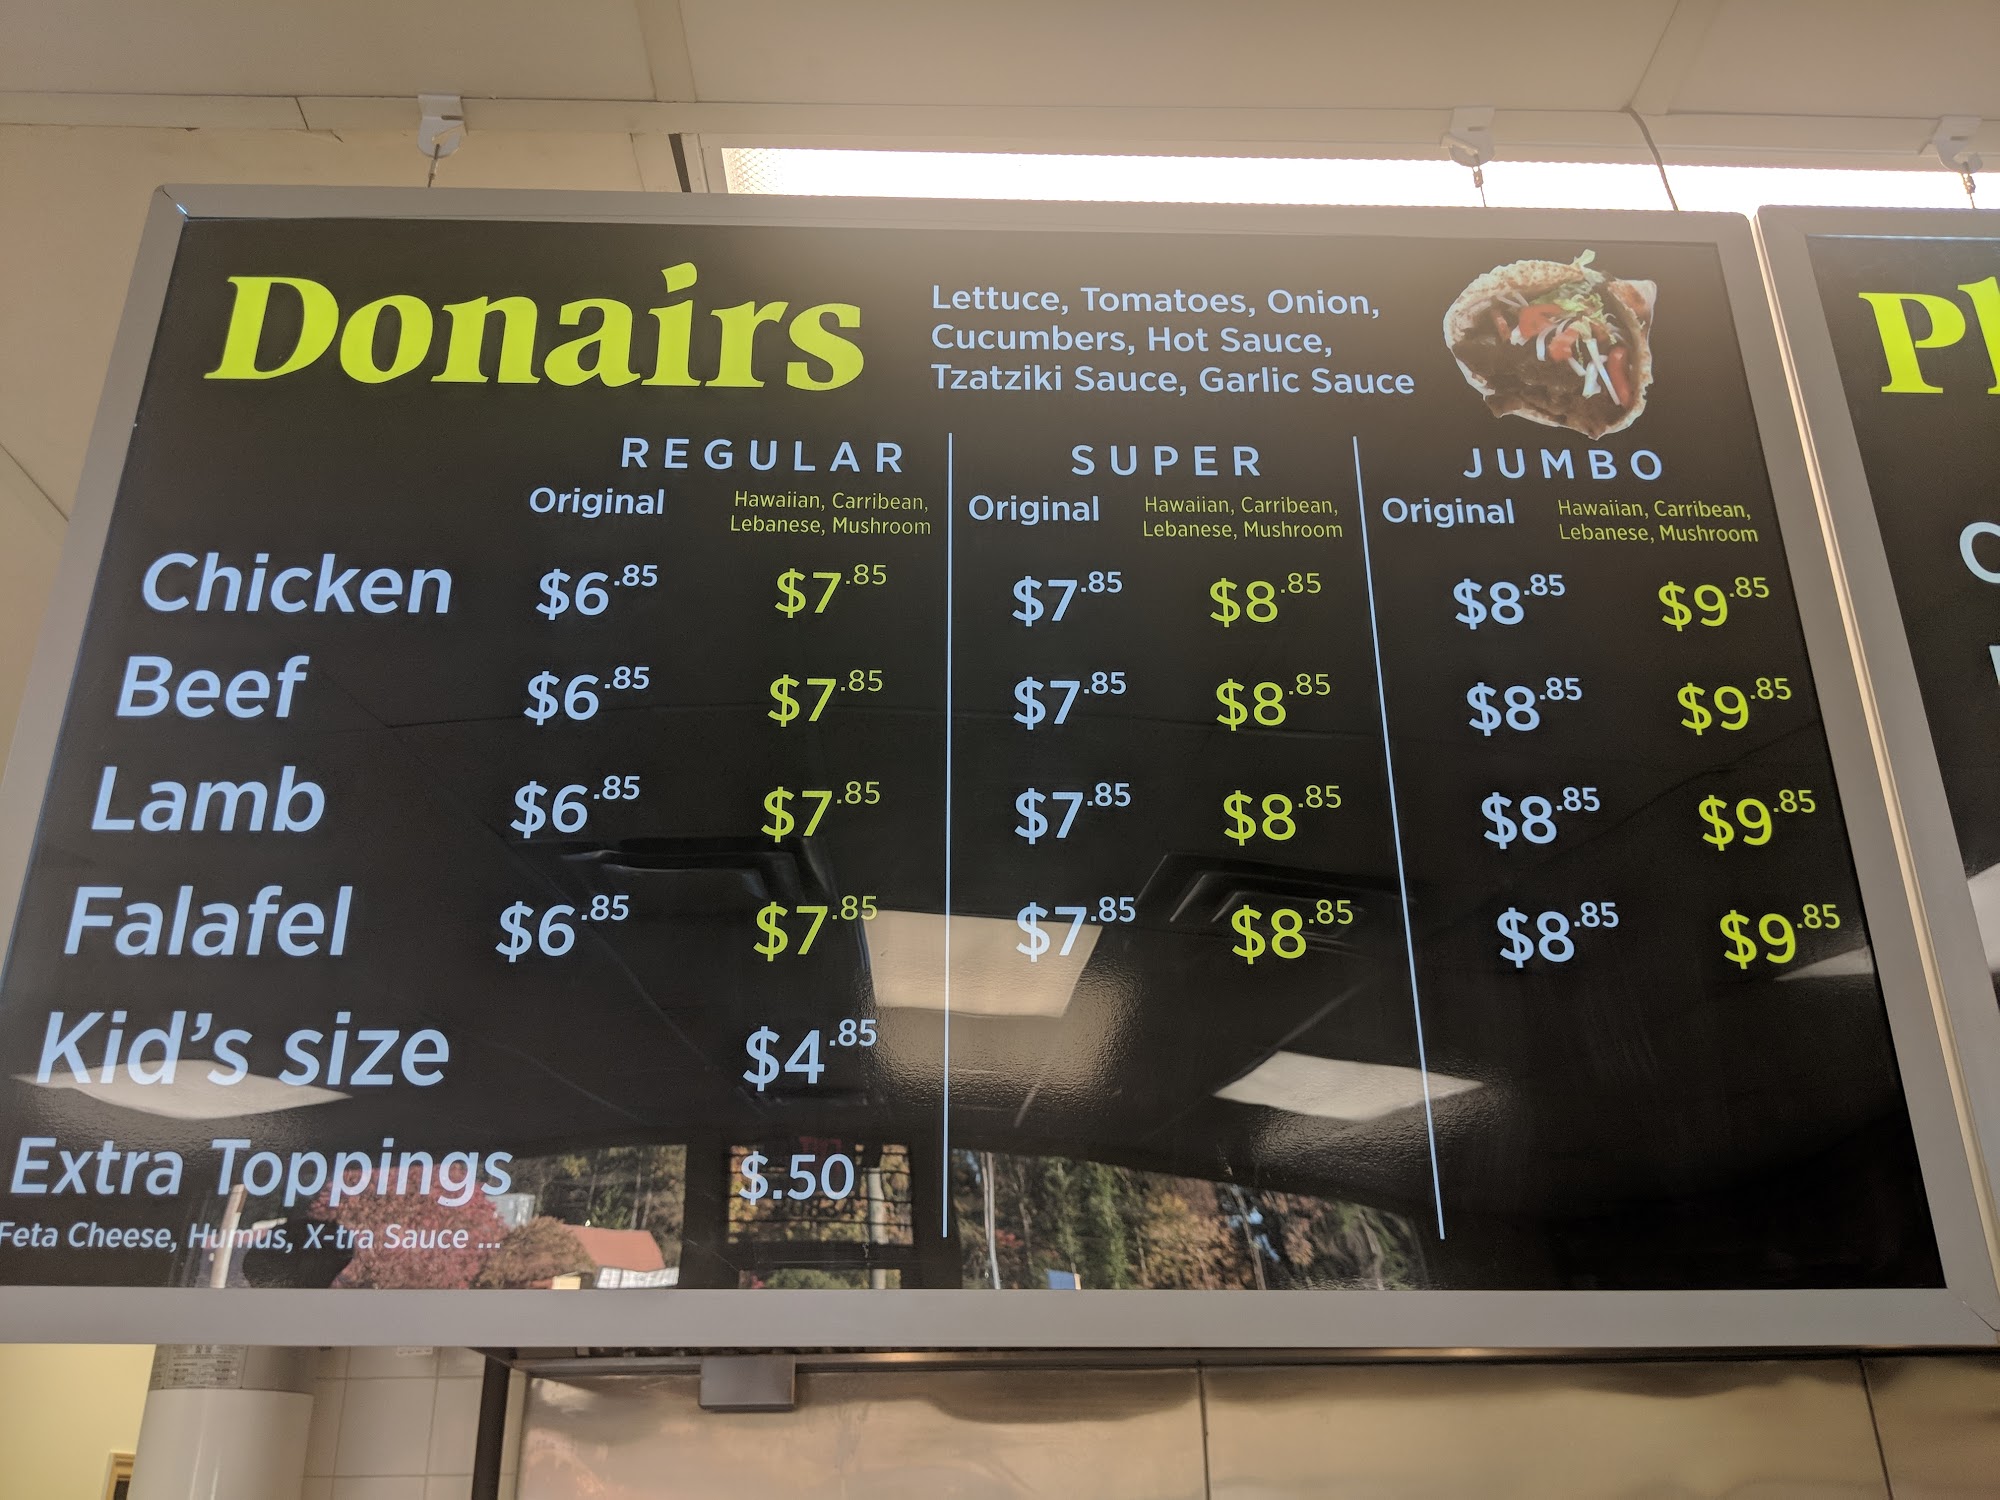 Donairs
Lettuce, Tomatoes, Onion,
Cucumbers, Hot Sauce,
Tzatziki Sauce, Garlic Sauce
REGULAR SUPER JUMBO
Original Hawaiian, Carribean, Original Hawaiian, Carribean, Original Hawaiian, Carribean,
Lebanese, Mushroom Lebanese, Mushroom Lebanese, Mushroom
Chicken $6.85 $7.85 $7.85 $8.85 $8.85 $9.85
Beef $6.85 $7.85 $7.85 $8.85 $8.85 $9.85
Lamb $6.85 $7.85 $7.85 $8.85 $8.85 $9.85
Falafel $6.85 $7.85 $7.85 $8.85 $8.85 $9.85
Kid's size $4.85
Extra Toppings $.50
Feta Cheese, Humus, X-tra Sauce ...